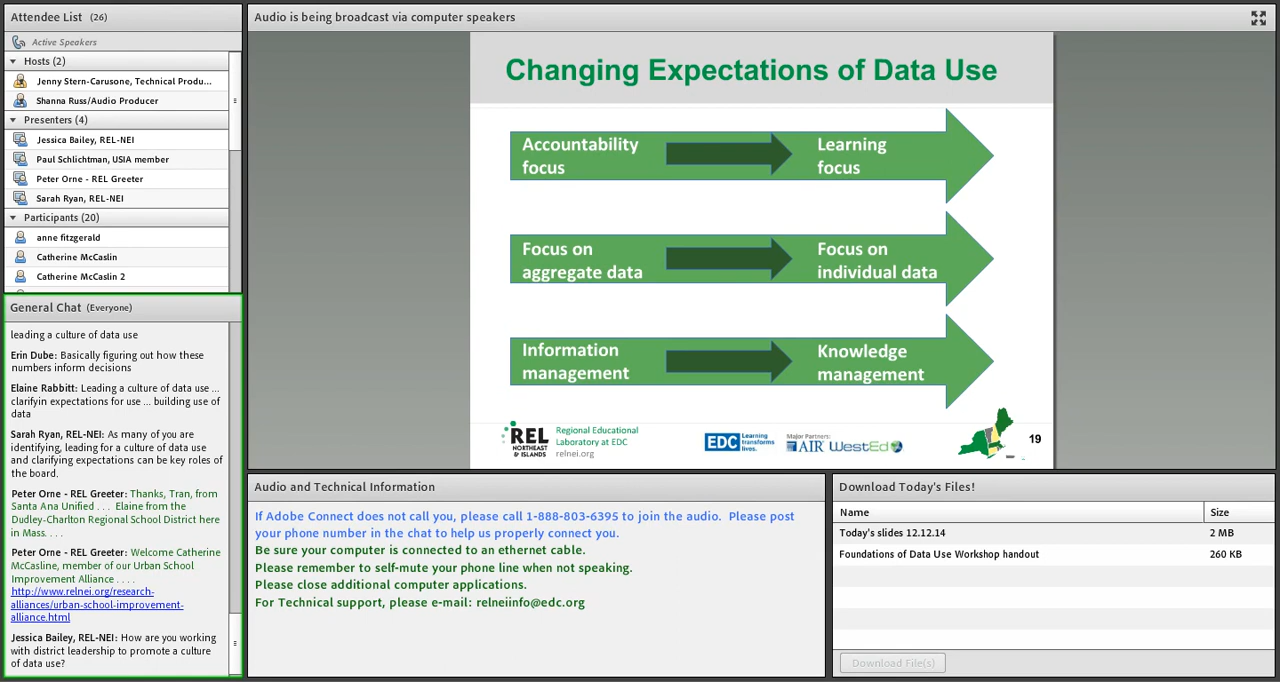 Attendee List (26)
Active Speakers
Hosts (2)
Jenny Stern-Carusone, Technical Produ...
Shanna Russ/Audio Producer
Presenters (4)
Jessica Bailey, REL-NEI
Paul Schlichtman, USIA member
Peter Orne - REL Greeter
Sarah Ryan, REL-NEI
Participants (20)
anne fitzgerald
Catherine McCaslin
Catherine McCaslin 2
General Chat (Everyone)
leading a culture of data use
Erin Dube: Basically figuring out how these
numbers inform decisions
Elaine Rabbitt: Leading a culture of data use ...
clarifyin expectations for use ... building use of
data
Sarah Ryan, REL-NEI: As many of you are
identifying, leading for a culture of data use
and clarifying expectations can be key roles of
the board.
Peter Orne - REL Greeter: Thanks, Tran, from
Santa Ana Unified . . . Elaine from the
Dudley-Charlton Regional School District here
in Mass. . . .
Peter Orne - REL Greeter: Welcome Catherine
McCasline, member of our Urban School
Improvement Alliance . . . .
http://www.relnei.org/research-
alliances/urban-school-improvement-
alliance.html
Jessica Bailey, REL-NEI: How are you working
with district leadership to promote a culture
of data use?
Audio is being broadcast via computer speakers
Changing Expectations of Data Use
Accountability
focus
Learning
focus
Focus on
aggregate data
Focus on
individual data
Information
management
Knowledge
management
REL
NORTHEAST
& ISLANDS
Regional Educational
Laboratory at EDC
relnei.org
EDC
Learning
transforms
lives.
Major Partners:
AIR WestEd
19
Audio and Technical Information
If Adobe Connect does not call you, please call 1-888-803-6395 to join the audio. Please post
your phone number in the chat to help us properly connect you.
Be sure your computer is connected to an ethernet cable.
Please remember to self-mute your phone line when not speaking.
Please close additional computer applications.
For Technical support, please e-mail: relneiinfo@edc.org
Download Today's Files!
Name Size
Today's slides 12.12.14 2 MB
Foundations of Data Use Workshop handout 260 KB
Download File(s)